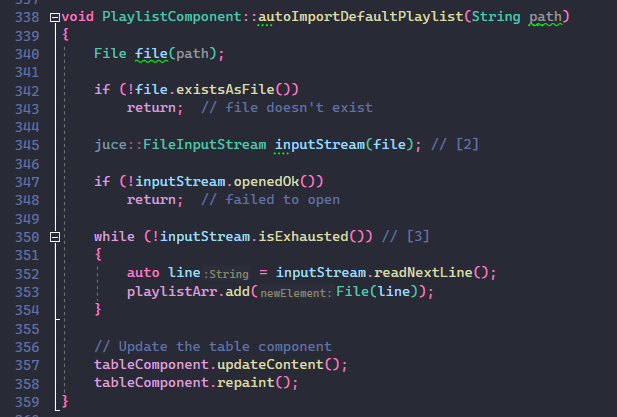 337
338 void PlaylistComponent::autoImportDefaultPlaylist(String path)
339 {
340     File file(path);
341
342     if (!file.existsAsFile())
343         return;  // file doesn't exist
344
345     juce::FileInputStream inputStream(file); // [2]
346
347     if (!inputStream.openedOk())
348         return;  // failed to open
349
350     while (!inputStream.isExhausted()) // [3]
351     {
352         auto line:String = inputStream.readNextLine();
353         playlistArr.add(newElement:File(line));
354     }
355
356     // Update the table component
357     tableComponent.updateContent();
358     tableComponent.repaint();
359 }
360